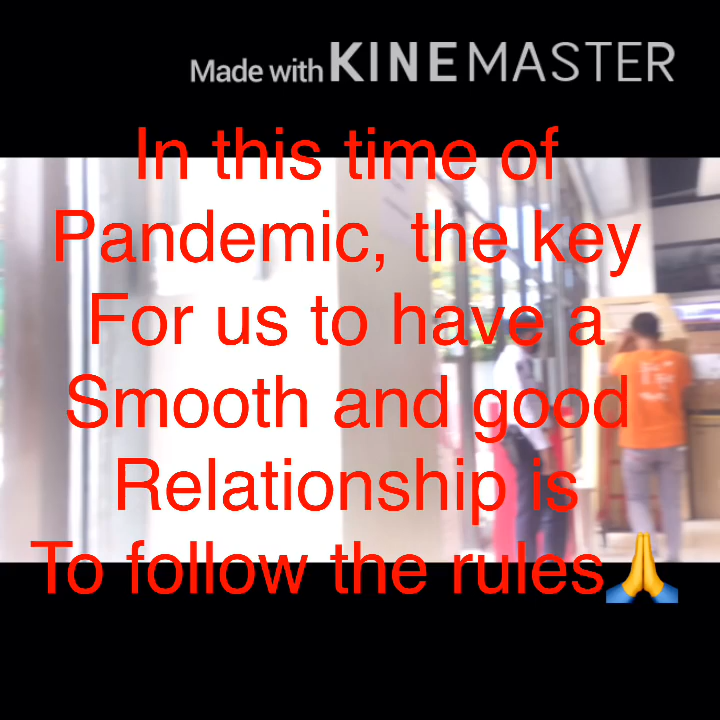 Made with KINEMASTER
In this time of
Pandemic, the key
For us to have a
Smooth and good
Relationship is
To follow the rules🙏